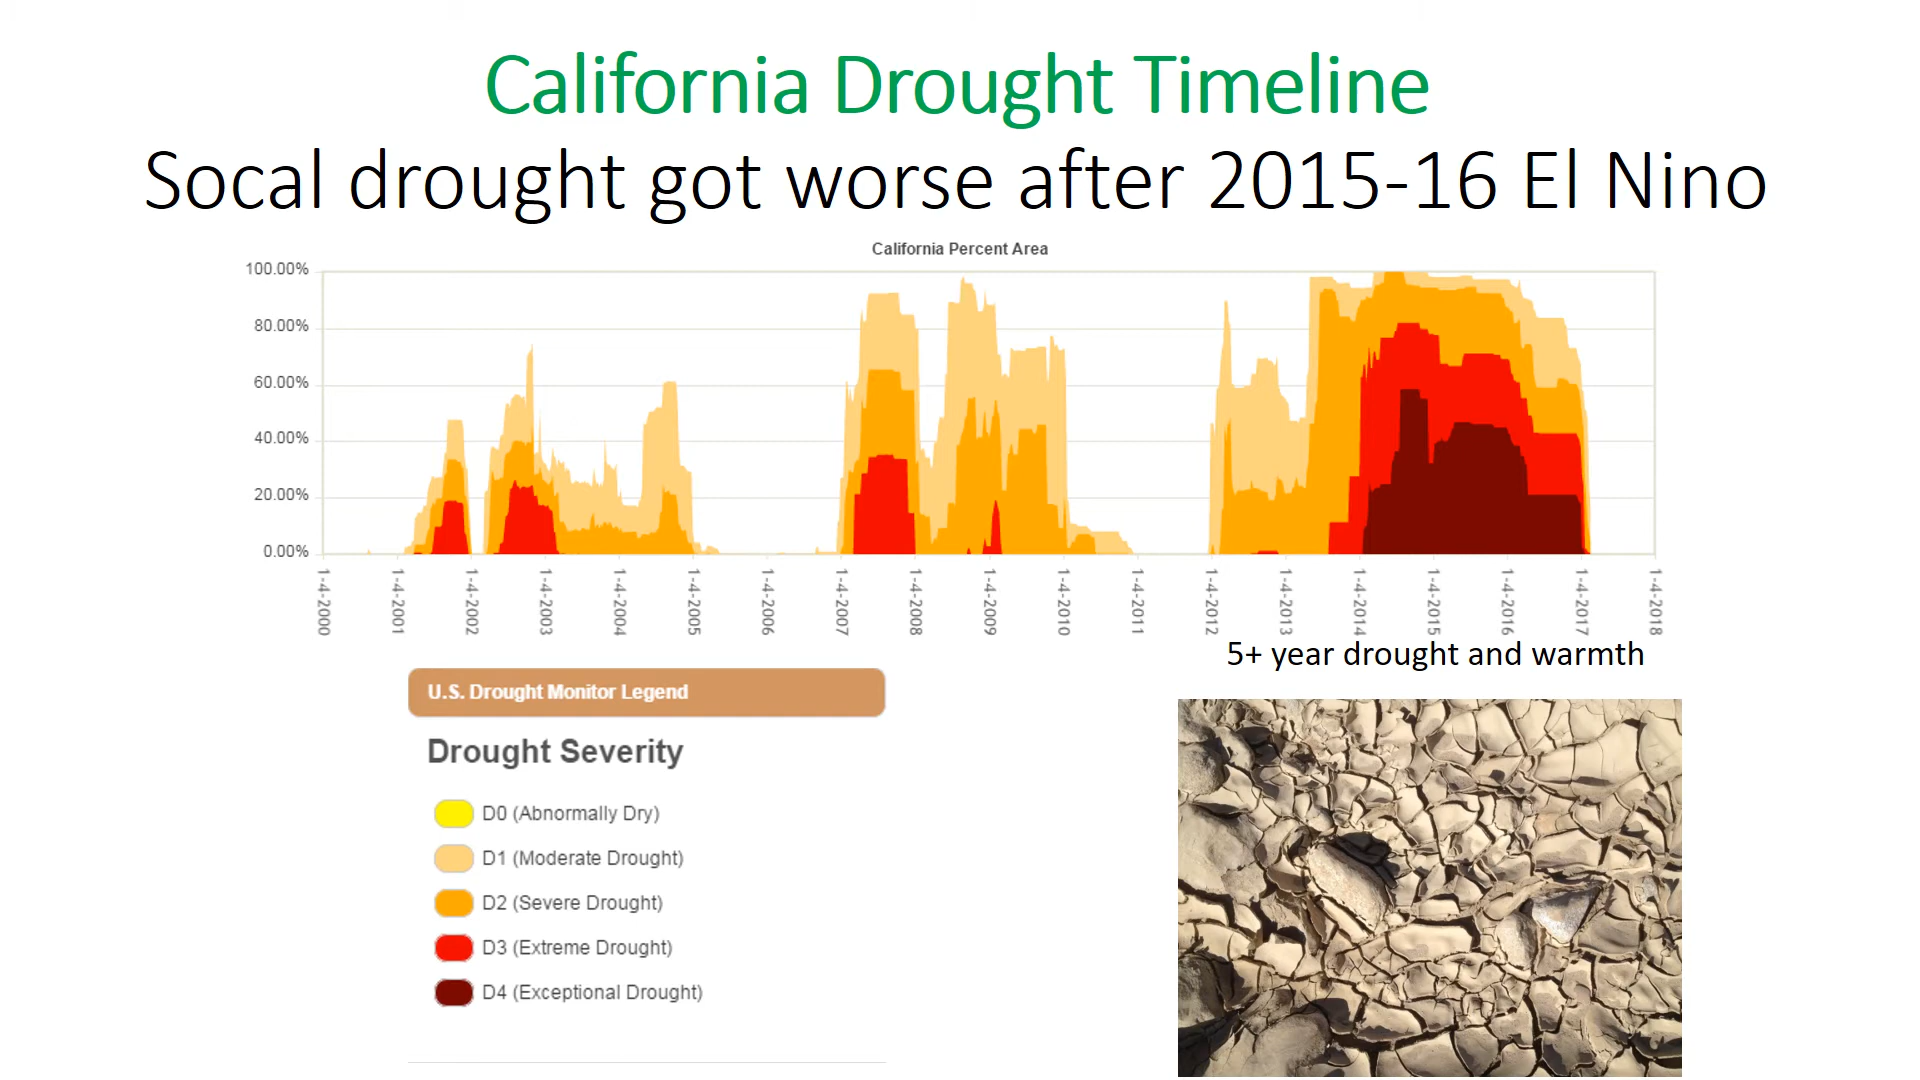 California Drought Timeline
Socal drought got worse after 2015-16 El Nino
California Percent Area
100.00%
80.00%
60.00%
40.00%
20.00%
0.00%
1-4-2000
1-4-2001
1-4-2002
1-4-2003
1-4-2004
1-4-2005
1-4-2006
1-4-2007
1-4-2008
1-4-2009
1-4-2010
1-4-2011
1-4-2012
1-4-2013
1-4-2014
1-4-2015
1-4-2016
1-4-2017
1-4-2018
5+ year drought and warmth
U.S. Drought Monitor Legend
Drought Severity
D0 (Abnormally Dry)
D1 (Moderate Drought)
D2 (Severe Drought)
D3 (Extreme Drought)
D4 (Exceptional Drought)